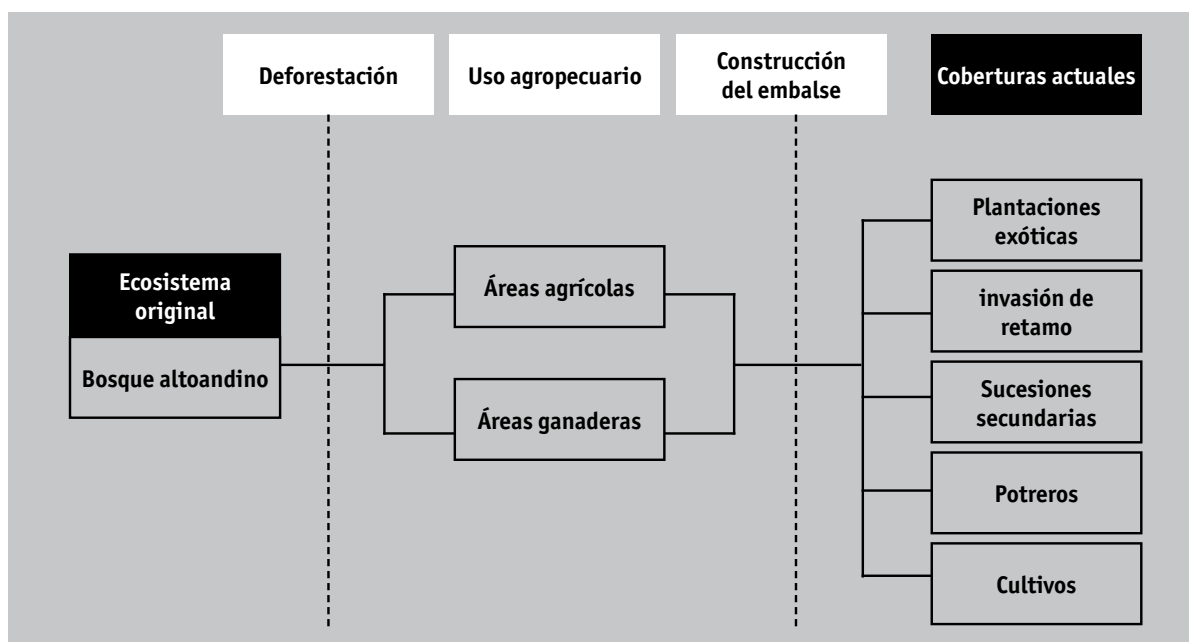 Deforestación
Uso agropecuario
Construcción
del embalse
Coberturas actuales
Ecosistema
original
Bosque altoandino
Áreas agrícolas
Áreas ganaderas
Plantaciones
exóticas
invasión de
retamo
Sucesiones
secundarias
Potreros
Cultivos